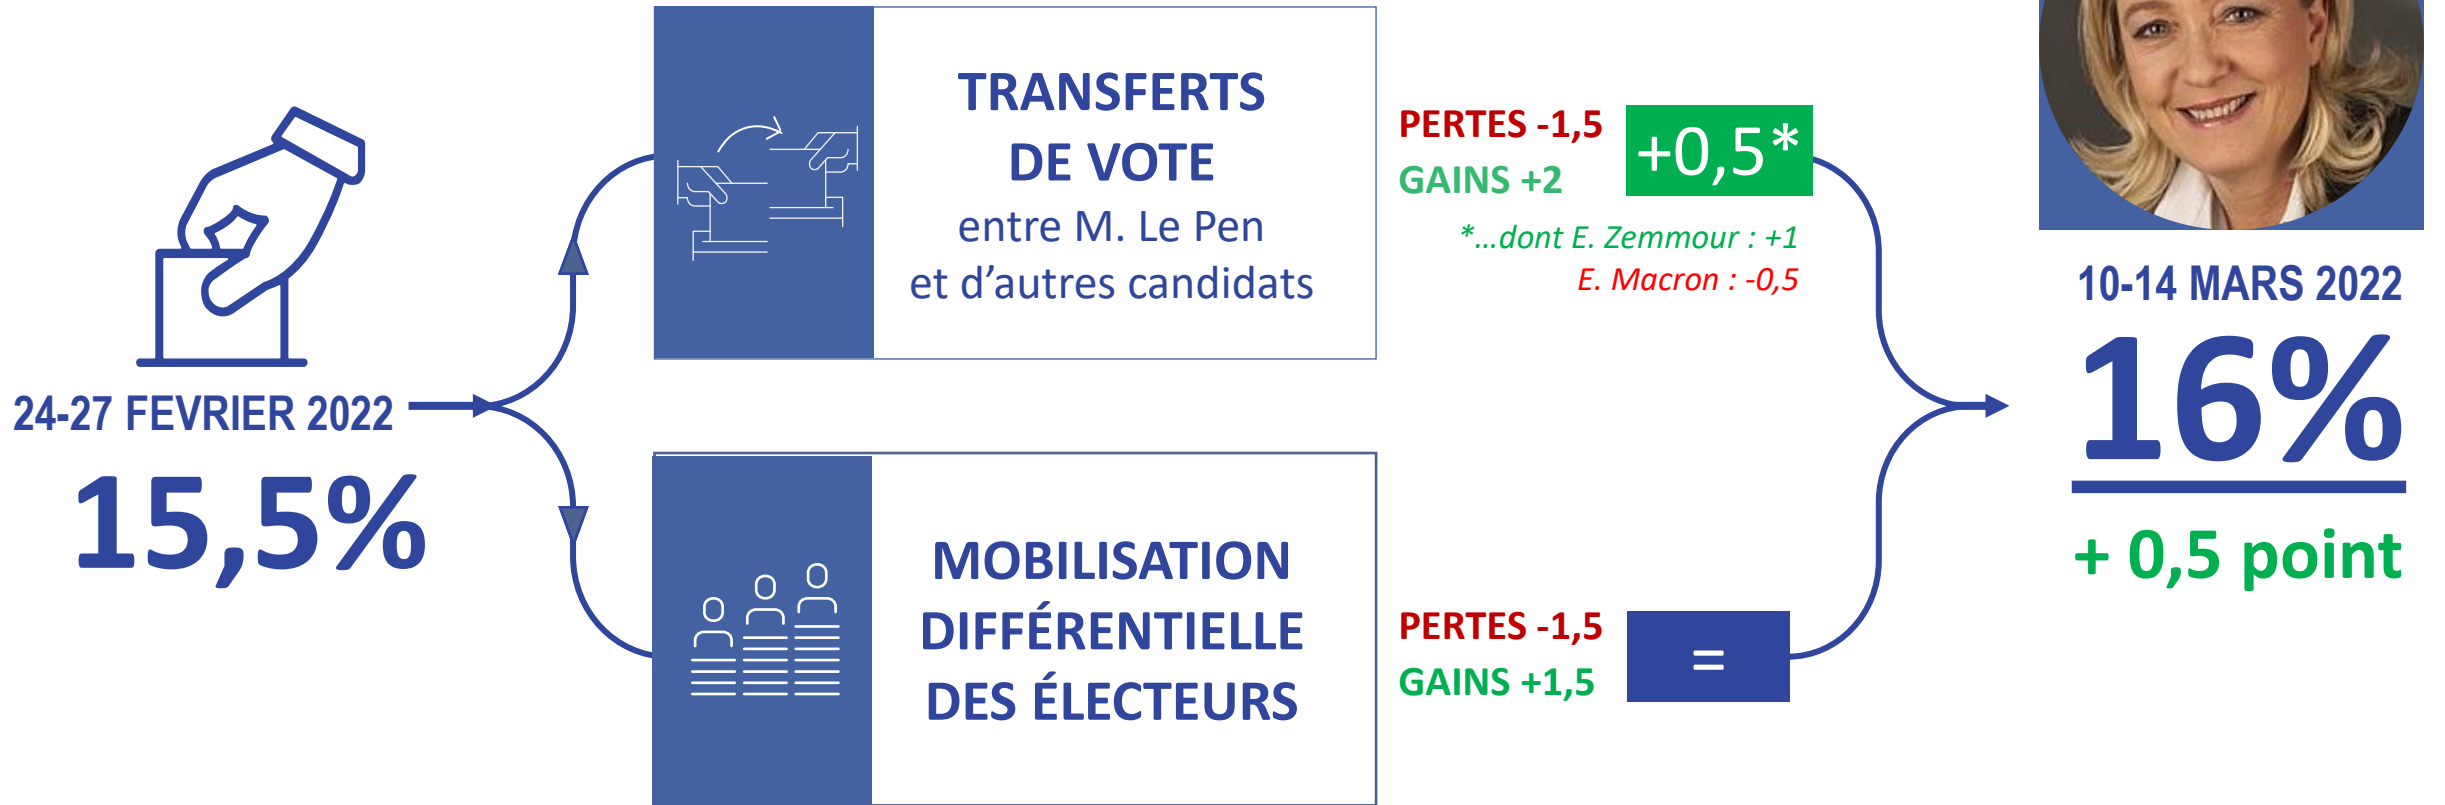 24-27 FEVRIER 2022
15,5%
TRANSFERTS
DE VOTE
entre M. Le Pen
et d’autres candidats
PERTES -1,5
GAINS +2
+0,5*
*…dont E. Zemmour : +1
E. Macron : -0,5
MOBILISATION
DIFFÉRENTIELLE
DES ÉLECTEURS
PERTES -1,5
GAINS +1,5
=
10-14 MARS 2022
16%
+ 0,5 point